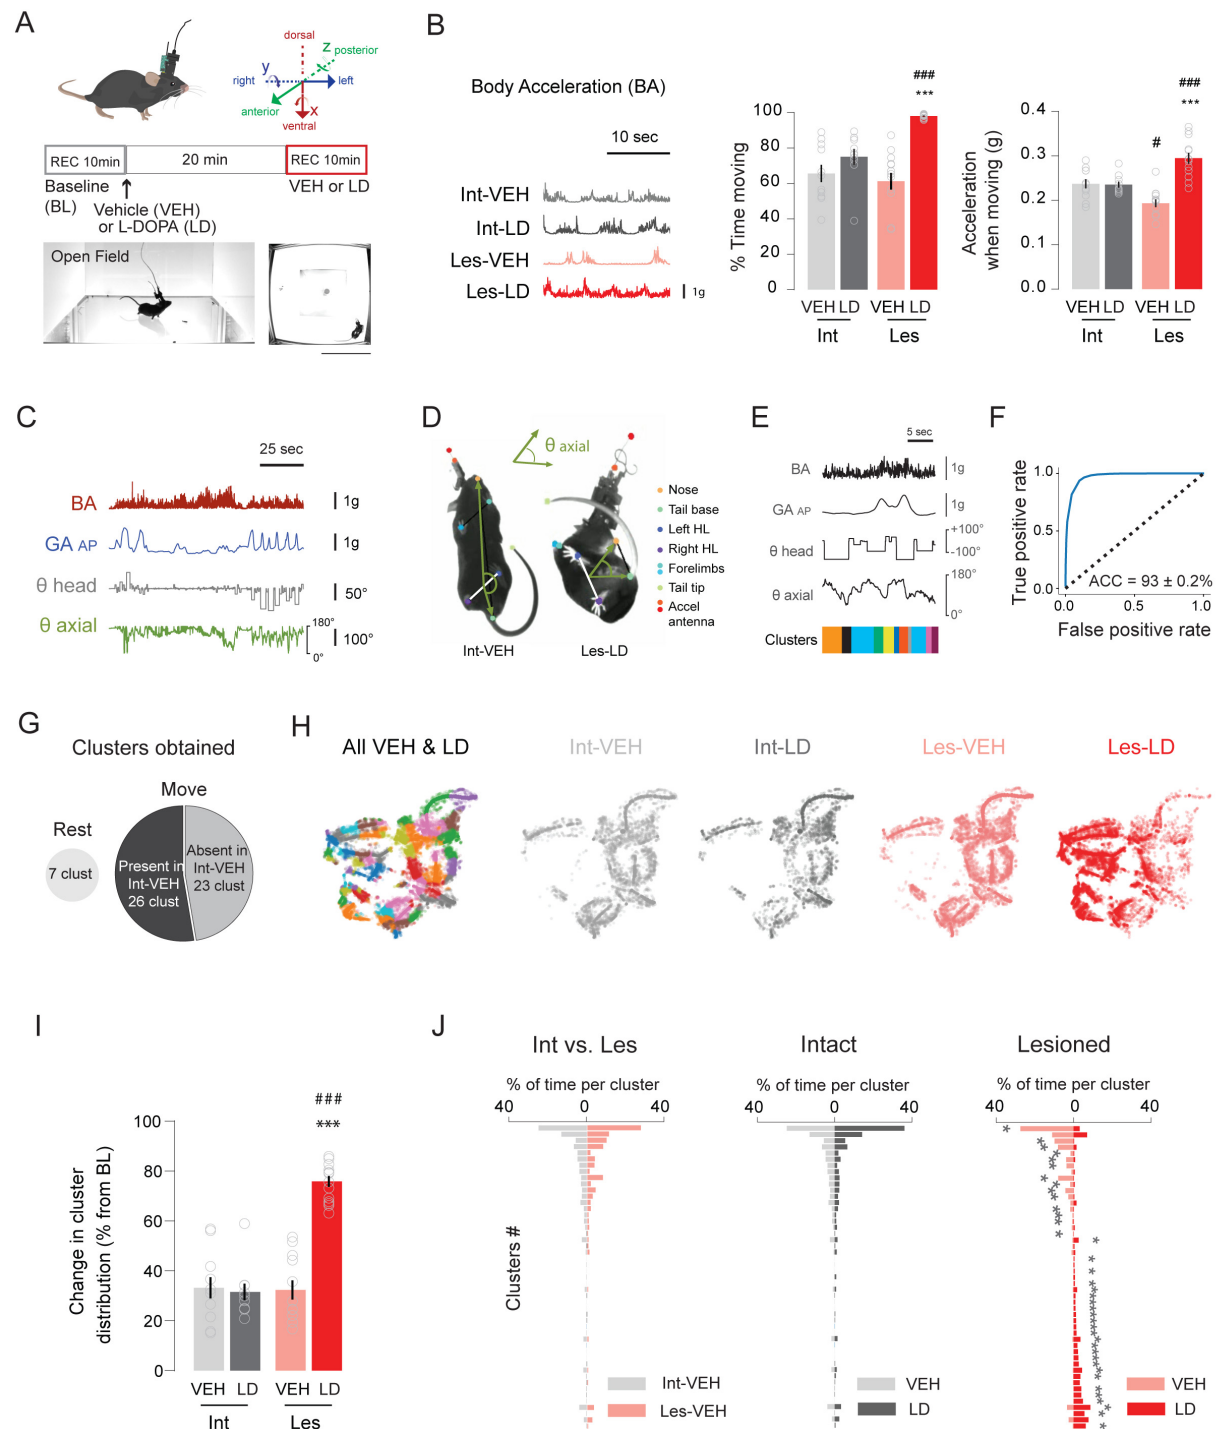 A
dorsal
z
posterior
y
right
left
anterior
x
ventral
REC 10min
20 min
REC 10min
Baseline
(BL)
VEH or LD
Vehicle (VEH)
or L-DOPA (LD)
Open Field
B
Body Acceleration (BA)
10 sec
Int-VEH
Int-LD
Les-VEH
Les-LD
1g
% Time moving
100
80
60
40
20
0
###
***
VEH LD
VEH LD
Int
Les
Acceleration
when moving (g)
0.4
0.3
0.2
0.1
0
#
###
***
VEH LD
VEH LD
Int
Les
C
25 sec
BA
1g
GA AP
1g
θ head
50°
θ axial
180°
0°
100°
D
θ axial
Nose
Tail base
Left HL
Right HL
Forelimbs
Tail tip
Accel
antenna
Int-VEH
Les-LD
E
5 sec
BA
1g
GA AP
1g
θ head
+100°
-100°
θ axial
180°
0°
Clusters
F
True positive rate
1.0
0.5
0.0
ACC = 93 ± 0.2%
0.0
0.5
1.0
False positive rate
G
Clusters obtained
Move
Rest
7 clust
Present in
Int-VEH
26 clust
Absent in
Int-VEH
23 clust
H
All VEH & LD
Int-VEH
Int-LD
Les-VEH
Les-LD
I
Change in cluster
distribution (% from BL)
100
80
60
40
20
0
###
***
VEH LD
VEH LD
Int
Les
J
Int vs. Les
% of time per cluster
40
0
40
Clusters #
Int-VEH
Les-VEH
Intact
% of time per cluster
40
0
40
VEH
LD
Lesioned
% of time per cluster
40
0
40
VEH
LD